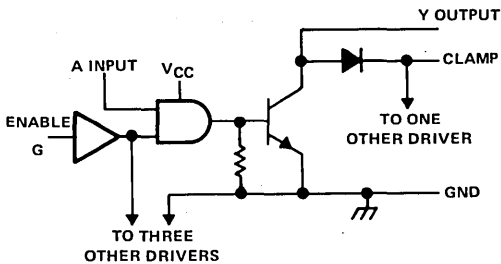 Y OUTPUT
A INPUT
VCC
CLAMP
ENABLE
G
TO ONE
OTHER DRIVER
GND
TO THREE
OTHER DRIVERS